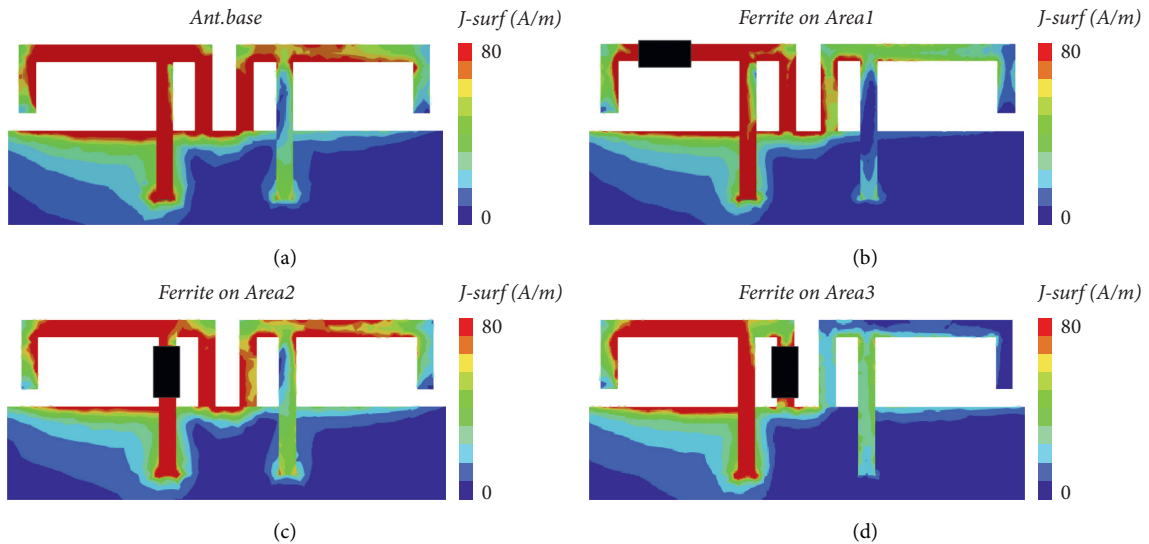 Ant.base
J-surf (A/m)
80
0
(a)
Ferrite on Area1
J-surf (A/m)
80
0
(b)
Ferrite on Area2
J-surf (A/m)
80
0
(c)
Ferrite on Area3
J-surf (A/m)
80
0
(d)